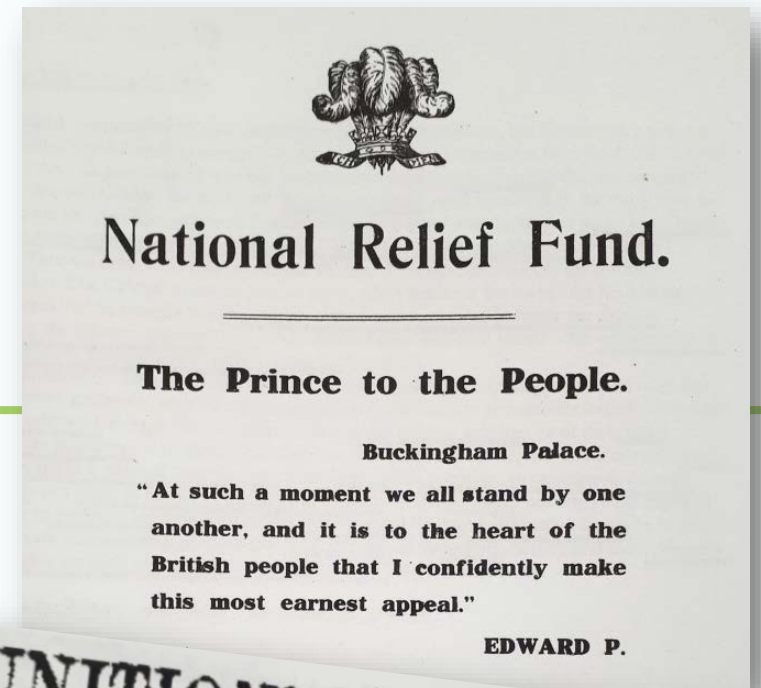 National Relief Fund.
The Prince to the People.
Buckingham Palace.
"At such a moment we all stand by one
another, and it is to the heart of the
British people that I confidently make
this most earnest appeal."
EDWARD P.